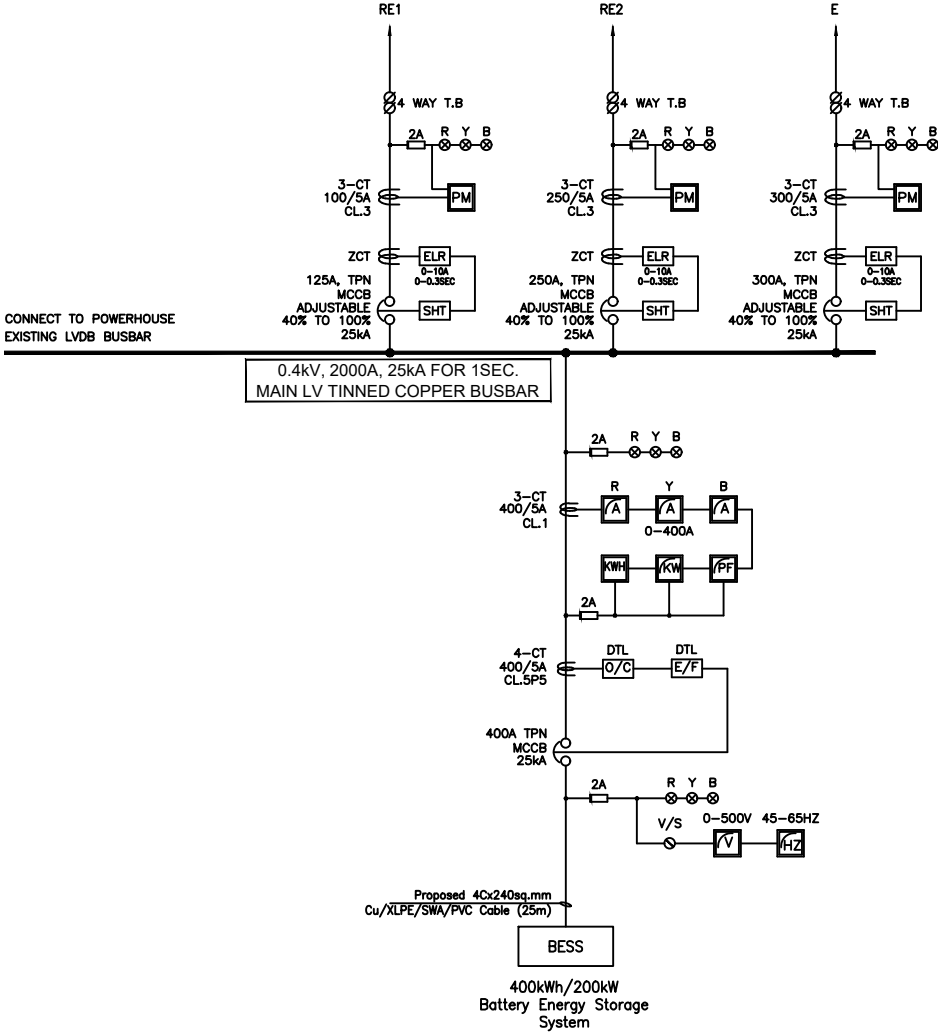 RE1
RE2
E
4 WAY T.B
4 WAY T.B
4 WAY T.B
2A R Y B
2A R Y B
2A R Y B
3-CT
100/5A
CL.3
PM
3-CT
250/5A
CL.3
PM
3-CT
300/5A
CL.3
PM
ZCT
ELR
0-10A
0-0.3SEC
125A, TPN
MCCB
ADJUSTABLE
40% TO 100%
25kA
SHT
ZCT
ELR
0-10A
0-0.3SEC
250A, TPN
MCCB
ADJUSTABLE
40% TO 100%
25kA
SHT
ZCT
ELR
0-10A
0-0.3SEC
300A, TPN
MCCB
ADJUSTABLE
40% TO 100%
25kA
SHT
CONNECT TO POWERHOUSE
EXISTING LVDB BUSBAR
0.4kV, 2000A, 25kA FOR 1SEC.
MAIN LV TINNED COPPER BUSBAR
2A R Y B
3-CT
400/5A
CL.1
R Y B
A A A
0-400A
KWH KW PF
2A
4-CT
400/5A
CL.5P5
DTL DTL
O/C E/F
400A TPN
MCCB
25kA
2A R Y B
V/S 0-500V 45-65HZ
V HZ
Proposed 4Cx240sq.mm
Cu/XLPE/SWA/PVC Cable (25m)
BESS
400kWh/200kW
Battery Energy Storage
System